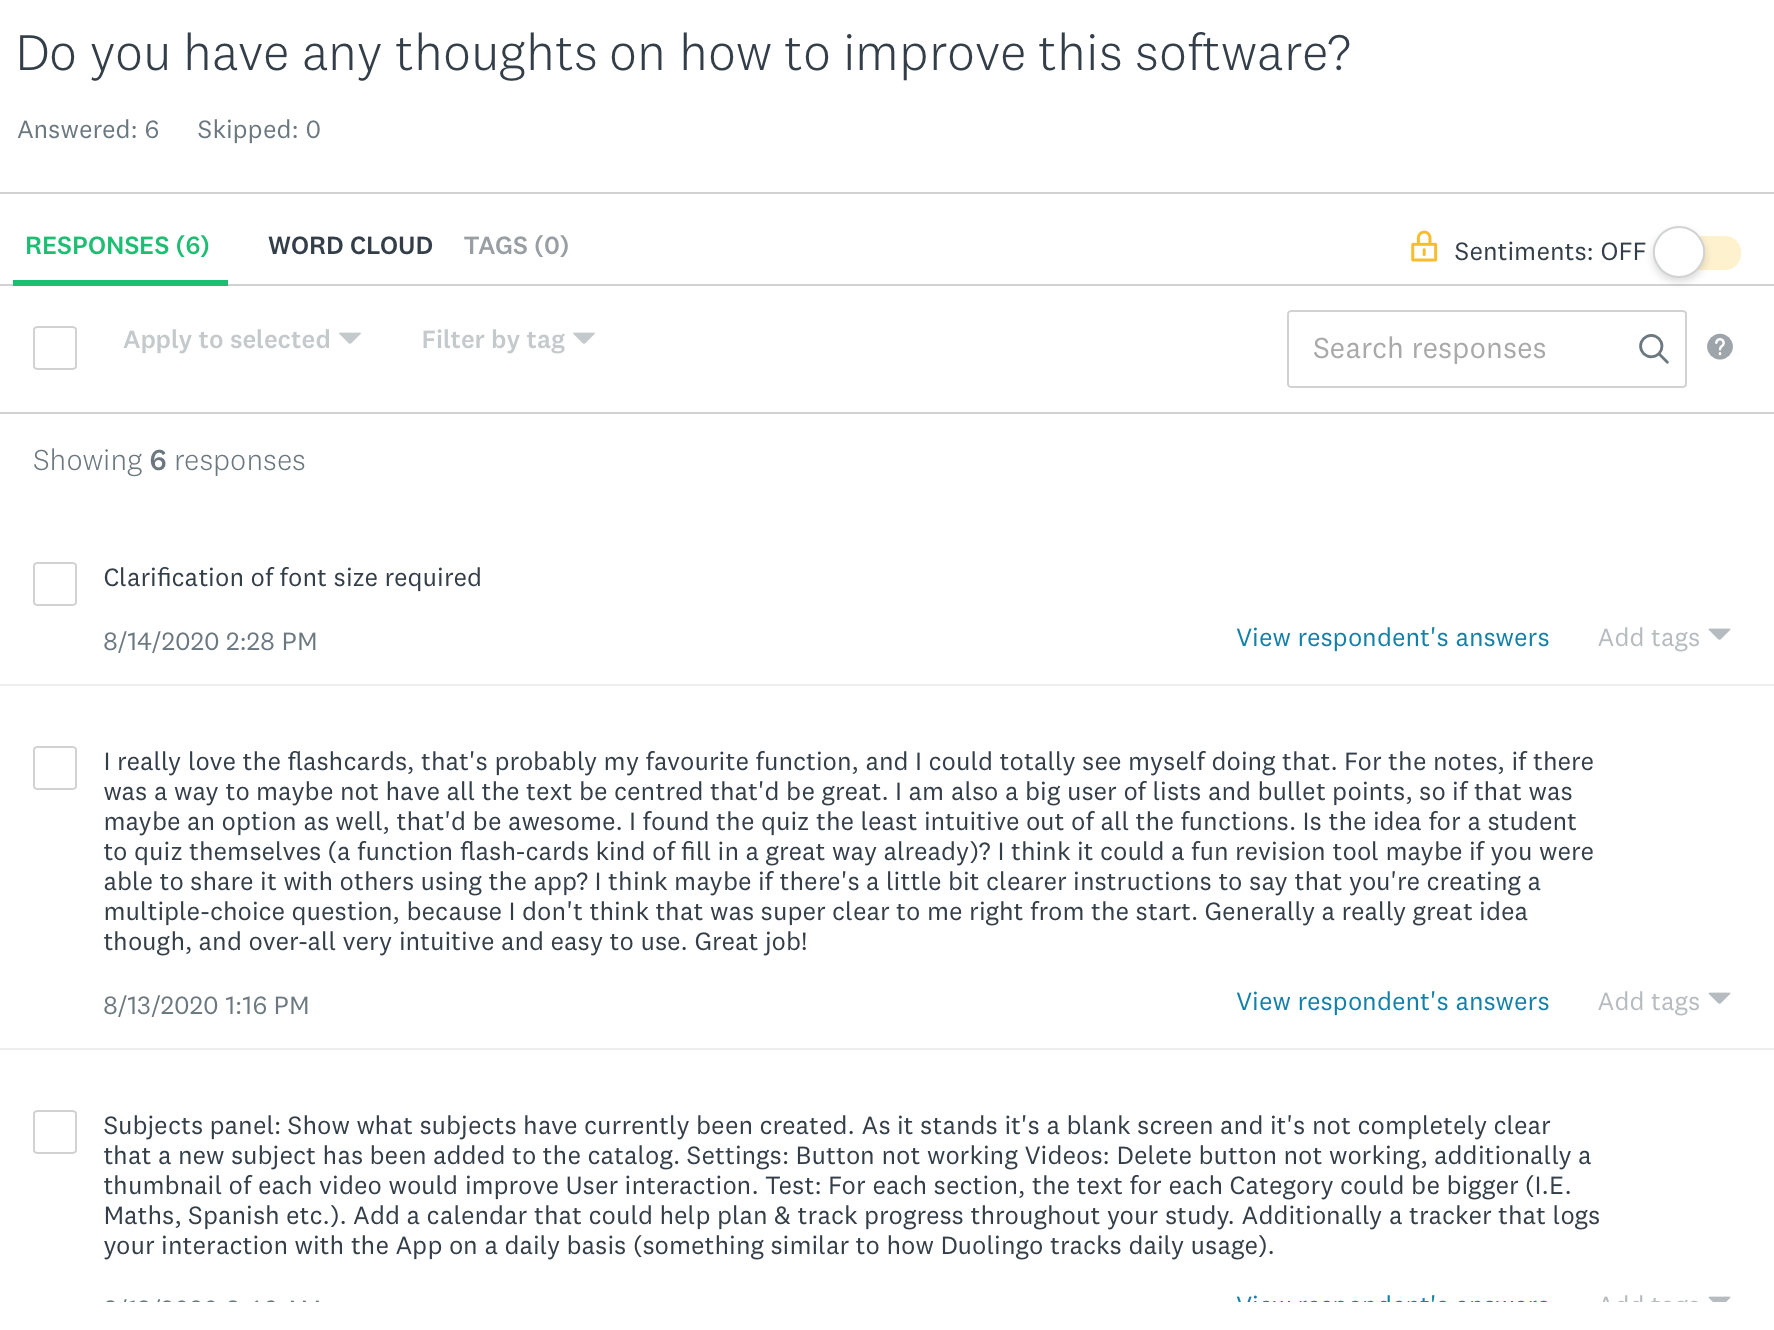 Do you have any thoughts on how to improve this software?
Answered: 6 Skipped: 0
RESPONSES (6) WORD CLOUD TAGS (0) Sentiments: OFF
Apply to selected Filter by tag Search responses ?
Showing 6 responses
Clarification of font size required
8/14/2020 2:28 PM View respondent's answers Add tags
I really love the flashcards, that's probably my favourite function, and I could totally see myself doing that. For the notes, if there
was a way to maybe not have all the text be centred that'd be great. I am also a big user of lists and bullet points, so if that was
maybe an option as well, that'd be awesome. I found the quiz the least intuitive out of all the functions. Is the idea for a student
to quiz themselves (a function flash-cards kind of fill in a great way already)? I think it could a fun revision tool maybe if you were
able to share it with others using the app? I think maybe if there's a little bit clearer instructions to say that you're creating a
multiple-choice question, because I don't think that was super clear to me right from the start. Generally a really great idea
though, and over-all very intuitive and easy to use. Great job!
8/13/2020 1:16 PM View respondent's answers Add tags
Subjects panel: Show what subjects have currently been created. As it stands it's a blank screen and it's not completely clear
that a new subject has been added to the catalog. Settings: Button not working Videos: Delete button not working, additionally a
thumbnail of each video would improve User interaction. Test: For each section, the text for each Category could be bigger (I.E.
Maths, Spanish etc.). Add a calendar that could help plan & track progress throughout your study. Additionally a tracker that logs
your interaction with the App on a daily basis (something similar to how Duolingo tracks daily usage).
View respondent's answers Add tags